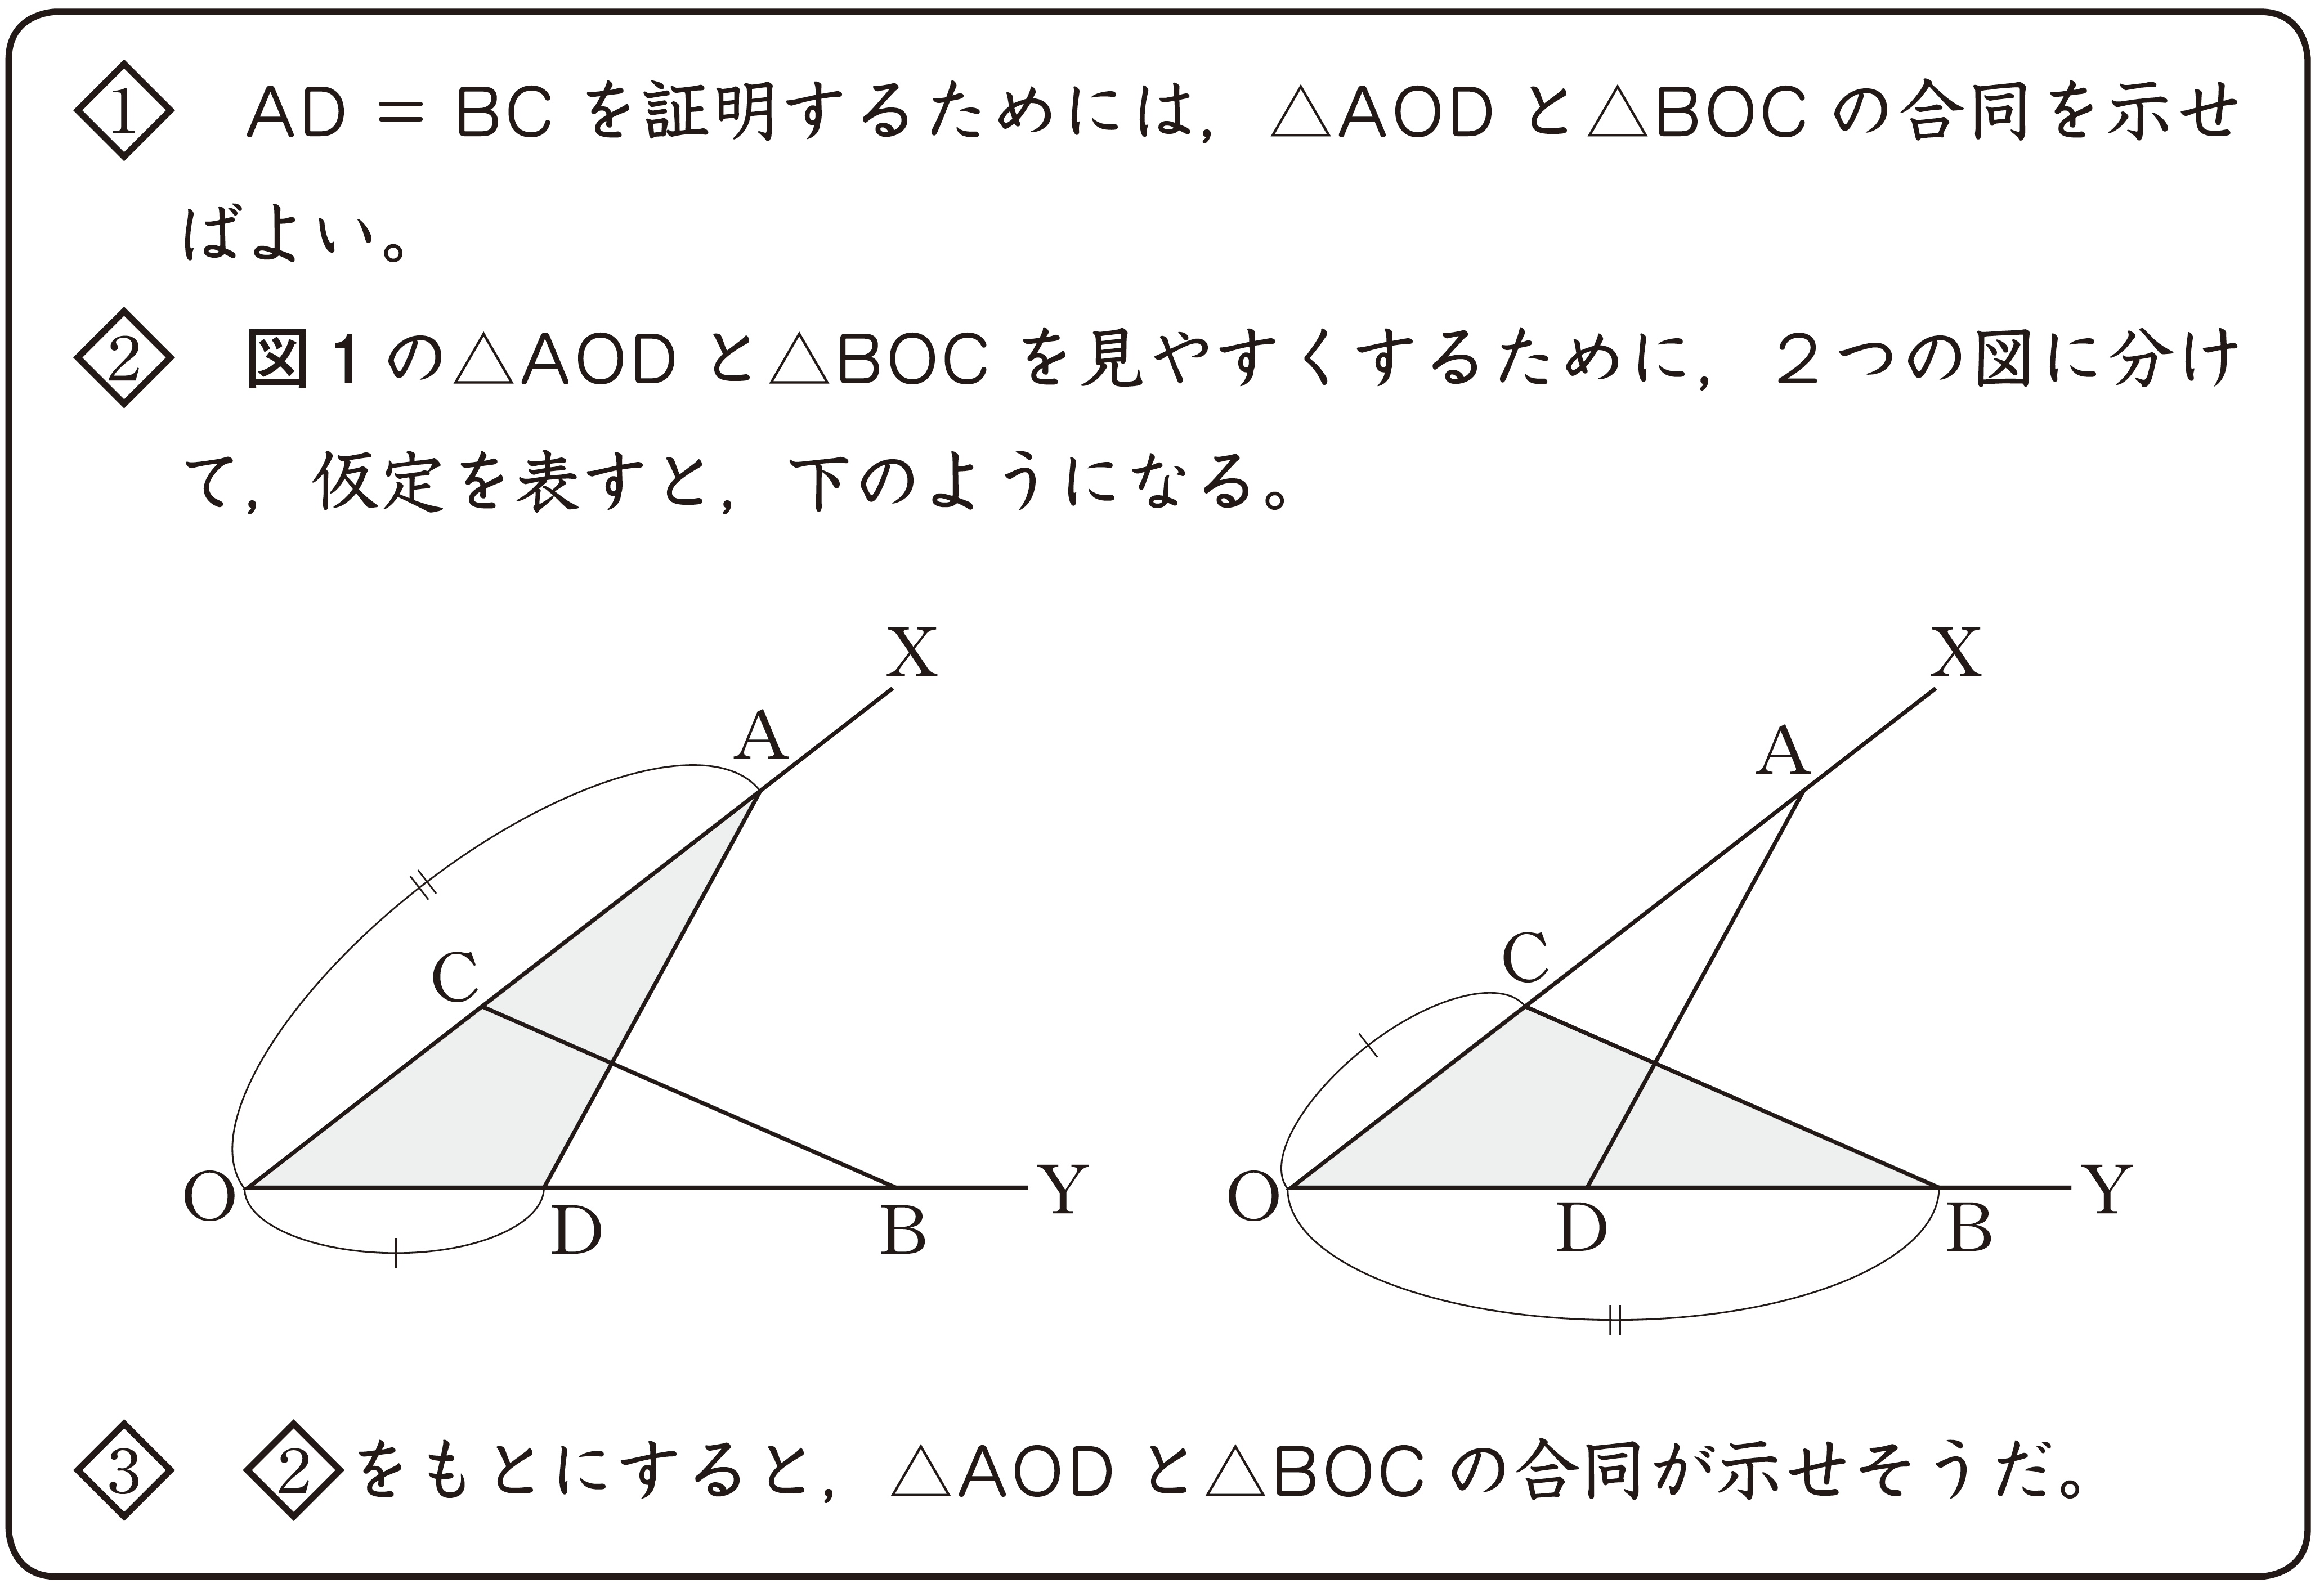 ① AD = BC を証明するためには，△AOD と△BOC の合同を示せ
ばよい。
② 図1の△AOD と△BOC を見やすくするために，2つの図に分け
て，仮定を表すと，下のようになる。
X
A
C
O
D
B
Y
X
A
C
O
D
B
Y
③ ②をもとにすると，△AOD と△BOC の合同が示せそうだ。